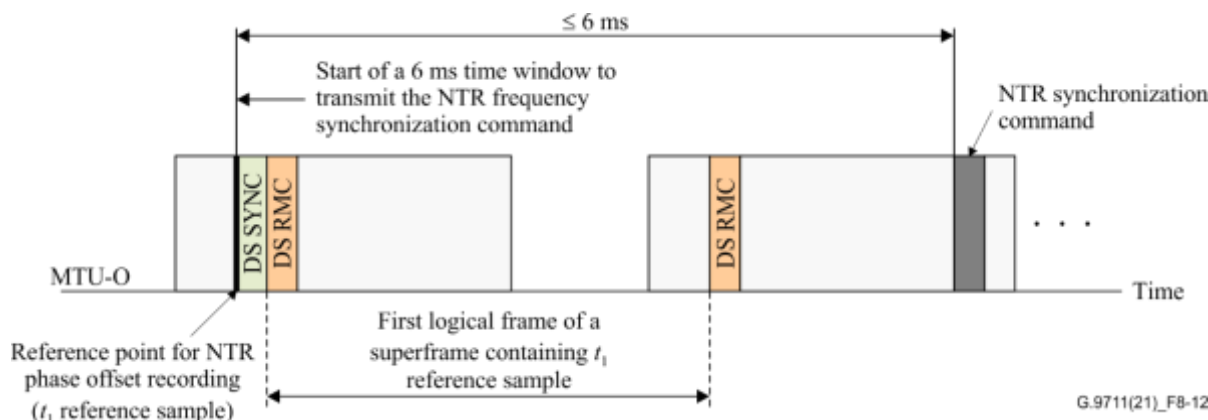 ≤ 6 ms
Start of a 6 ms time window to
transmit the NTR frequency
synchronization command
NTR synchronization
command
DS SYNC
DS RMC
DS RMC
. . .
MTU-O
Time
Reference point for NTR
phase offset recording
(t₁ reference sample)
First logical frame of a
superframe containing t₁
reference sample
G.9711(21)_F8-12